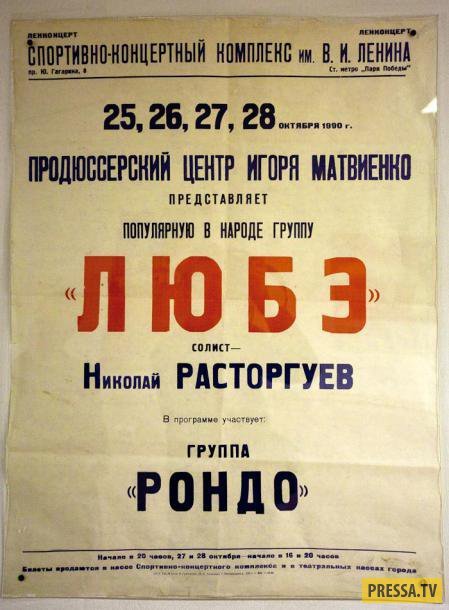 ЛЕНКОНЦЕРТ ЛЕНКОНЦЕРТ
СПОРТИВНО-КОНЦЕРТНЫЙ КОМПЛЕКС ИМ. В. И. ЛЕНИНА
пр. Ю. Гагарина, 8 Ст. метро „Парк Победы"
25, 26, 27, 28 ОКТЯБРЯ 1990 г.
ПРОДЮССЕРСКИЙ ЦЕНТР ИГОРЯ МАТВИЕНКО
ПРЕДСТАВЛЯЕТ
ПОПУЛЯРНУЮ В НАРОДЕ ГРУППУ
«ЛЮБЭ»
СОЛИСТ—
Николай РАСТОРГУЕВ
В программе участвует:
ГРУППА
«РОНДО»
Начало в 20 часов, 27 и 28 октября—начало в 16 и 20 часов
Билеты продаются в кассе Спортивно-концертного комплекса и в театральных кассах города
PRESSA.TV